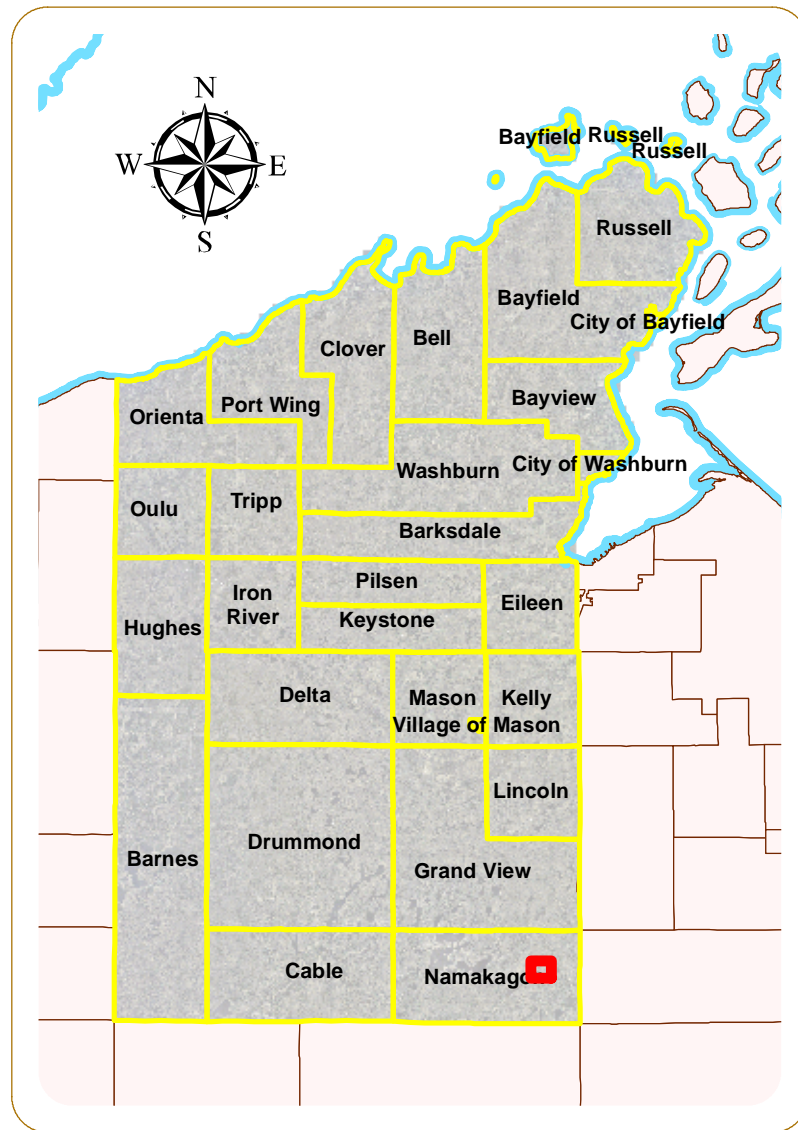 N
W
E
S
Bayfield
Russell
Russell
Russell
Bayfield
City of Bayfield
Clover
Bell
Bayview
Orienta
Port Wing
Washburn
City of Washburn
Oulu
Tripp
Barksdale
Pilsen
Iron
River
Eileen
Hughes
Keystone
Delta
Mason
Kelly
Village of Mason
Lincoln
Drummond
Barnes
Grand View
Cable
Namakago